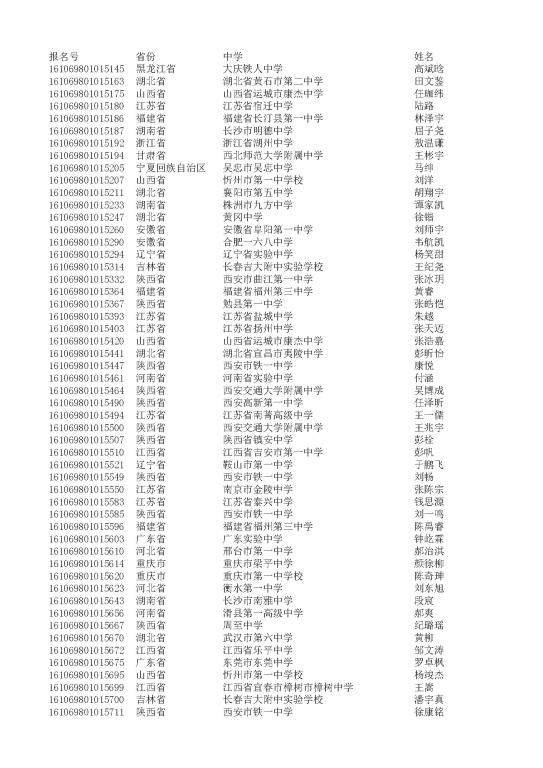 报名号 省份 中学 姓名
161069801015145 黑龙江省 大庆铁人中学 高斌晗
161069801015163 湖北省 湖北省黄石市第二中学 田文鋆
161069801015175 山西省 山西省运城市康杰中学 任珈纬
161069801015180 江苏省 江苏省宿迁中学 陆路
161069801015186 福建省 福建省长汀县第一中学 林泽宇
161069801015187 湖南省 长沙市明德中学 屈子尧
161069801015192 浙江省 浙江省湖州中学 敖温谦
161069801015194 甘肃省 西北师范大学附属中学 王彬宇
161069801015205 宁夏回族自治区 吴忠市吴忠中学 马绅
161069801015207 山西省 忻州市第一中学校 刘洋
161069801015211 湖北省 襄阳市第五中学 胡翔宇
161069801015233 湖南省 株洲市九方中学 谭家凯
161069801015247 湖北省 黄冈中学 徐锴
161069801015260 安徽省 安徽省阜阳第一中学 刘师宇
161069801015290 安徽省 合肥一六八中学 韦航凯
161069801015294 辽宁省 辽宁省实验中学 杨笑甜
161069801015314 吉林省 长春吉大附中实验学校 王纪尧
161069801015332 陕西省 西安市曲江第一中学 张冰玥
161069801015364 福建省 福建省福州第三中学 黄睿
161069801015367 陕西省 勉县第一中学 张皓恺
161069801015393 江苏省 江苏省盐城中学 朱越
161069801015403 江苏省 江苏省扬州中学 张天迈
161069801015420 山西省 山西省运城市康杰中学 张浩嘉
161069801015441 湖北省 湖北省宜昌市夷陵中学 彭昕怡
161069801015447 陕西省 西安市铁一中学 康悦
161069801015461 河南省 河南省实验中学 付涵
161069801015464 陕西省 西安交通大学附属中学 吴博成
161069801015490 陕西省 西安高新第一中学 任泽昕
161069801015494 江苏省 江苏省南菁高级中学 王一儒
161069801015500 陕西省 西安交通大学附属中学 王兆宇
161069801015507 陕西省 陕西省镇安中学 彭栓
161069801015510 江西省 江西省吉安市第一中学 彭帆
161069801015521 辽宁省 鞍山市第一中学 于鹏飞
161069801015549 陕西省 西安市铁一中学 刘杨
161069801015550 江苏省 南京市金陵中学 张陈宗
161069801015583 江苏省 江苏省泰兴中学 钱思源
161069801015585 陕西省 西安市铁一中学 刘一鸣
161069801015596 福建省 福建省福州第三中学 陈禹睿
161069801015603 广东省 广东实验中学 钟屹霖
161069801015610 河北省 邢台市第一中学 郝治淇
161069801015614 重庆市 重庆市梁平中学 颜徐柳
161069801015620 重庆市 重庆市第一中学校 陈奇珅
161069801015623 河北省 衡水第一中学 刘东旭
161069801015643 湖南省 长沙市南雅中学 段宸
161069801015656 河南省 滑县第一高级中学 郝爽
161069801015667 陕西省 周至中学 纪璐瑶
161069801015670 湖北省 武汉市第六中学 黄柳
161069801015672 江西省 江西省乐平中学 邹文涛
161069801015675 广东省 东莞市东莞中学 罗卓枫
161069801015695 山西省 忻州市第一中学校 杨竣杰
161069801015699 江西省 江西省宜春市樟树市樟树中学 王嵩
161069801015700 吉林省 长春吉大附中实验学校 潘宇真
161069801015711 陕西省 西安市铁一中学 徐康铭